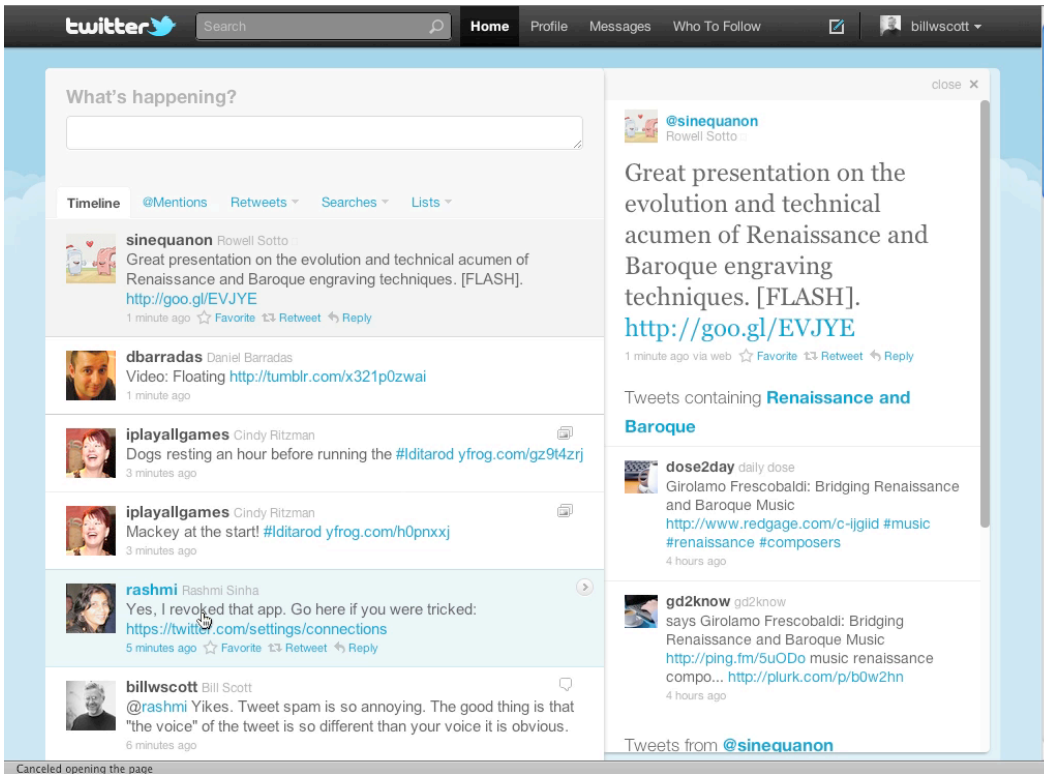 twitter
Search
Home
Profile
Messages
Who To Follow
billwscott
What's happening?
Timeline
@Mentions
Retweets
Searches
Lists
sinequanon Rowell Sotto
Great presentation on the evolution and technical acumen of
Renaissance and Baroque engraving techniques. [FLASH].
http://goo.gl/EVJYE
1 minute ago Favorite Retweet Reply
dbarradas Daniel Barradas
Video: Floating http://tumblr.com/x321p0zwai
1 minute ago
iplayallgames Cindy Ritzman
Dogs resting an hour before running the #Iditarod yfrog.com/gz9t4zrj
3 minutes ago
iplayallgames Cindy Ritzman
Mackey at the start! #Iditarod yfrog.com/h0pnxxj
3 minutes ago
rashmi Rashmi Sinha
Yes, I revoked that app. Go here if you were tricked:
https://twitter.com/settings/connections
5 minutes ago Favorite Retweet Reply
billwscott Bill Scott
@rashmi Yikes. Tweet spam is so annoying. The good thing is that
"the voice" of the tweet is so different than your voice it is obvious.
6 minutes ago
close ×
@sinequanon
Rowell Sotto
Great presentation on the
evolution and technical
acumen of Renaissance and
Baroque engraving
techniques. [FLASH].
http://goo.gl/EVJYE
1 minute ago via web Favorite Retweet Reply
Tweets containing Renaissance and
Baroque
dose2day daily dose
Girolamo Frescobaldi: Bridging Renaissance
and Baroque Music
http://www.redgage.com/c-ijgiid #music
#renaissance #composers
4 hours ago
gd2know gd2know
says Girolamo Frescobaldi: Bridging
Renaissance and Baroque Music
http://ping.fm/5uODo music renaissance
compo... http://plurk.com/p/b0w2hn
4 hours ago
Tweets from @sinequanon
Canceled opening the page